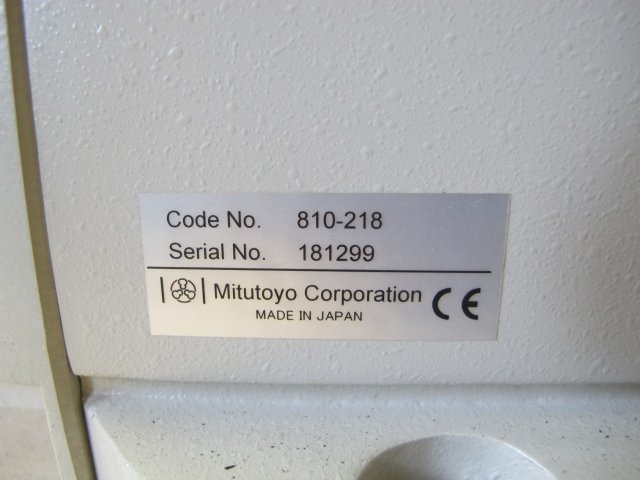 Code No. 810-218
Serial No. 181299
Mitutoyo Corporation CE
MADE IN JAPAN